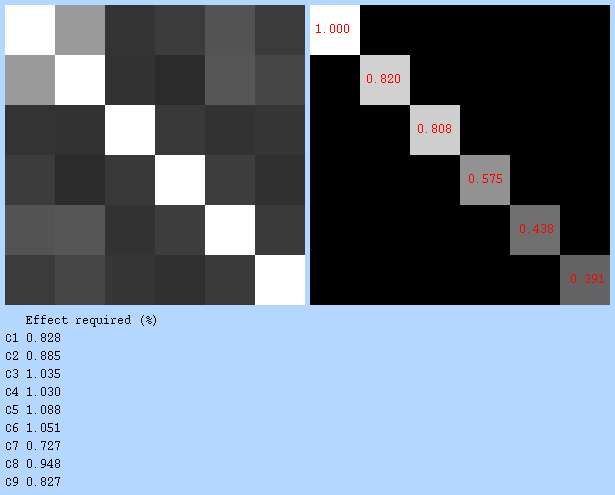 1.000
0.820
0.808
0.575
0.438
0.391
Effect required (%)
C1 0.828
C2 0.885
C3 1.035
C4 1.030
C5 1.088
C6 1.051
C7 0.727
C8 0.948
C9 0.827